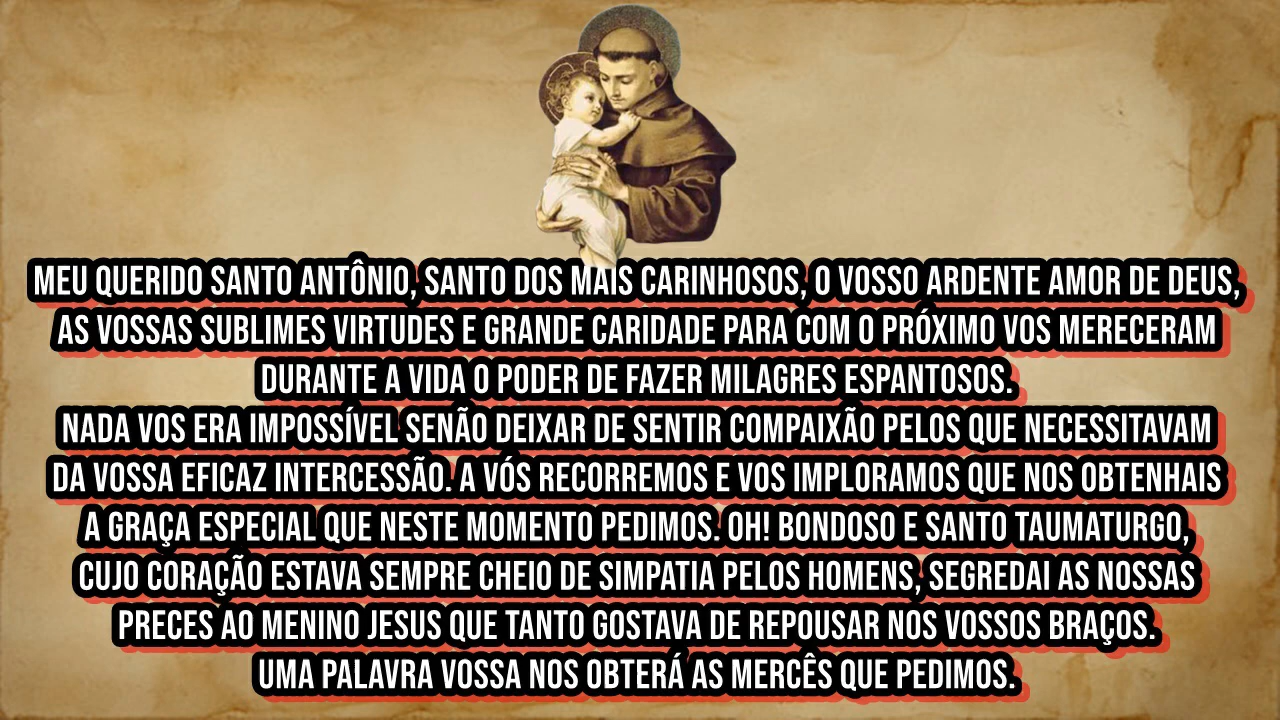 MEU QUERIDO SANTO ANTÔNIO, SANTO DOS MAIS CARINHOSOS, O VOSSO ARDENTE AMOR DE DEUS,
AS VOSSAS SUBLIMES VIRTUDES E GRANDE CARIDADE PARA COM O PRÓXIMO VOS MERECERAM
DURANTE A VIDA O PODER DE FAZER MILAGRES ESPANTOSOS.
NADA VOS ERA IMPOSSÍVEL SENÃO DEIXAR DE SENTIR COMPAIXÃO PELOS QUE NECESSITAVAM
DA VOSSA EFICAZ INTERCESSÃO. A VÓS RECORREMOS E VOS IMPLORAMOS QUE NOS OBTENHAIS
A GRAÇA ESPECIAL QUE NESTE MOMENTO PEDIMOS. OH! BONDOSO E SANTO TAUMATURGO,
CUJO CORAÇÃO ESTAVA SEMPRE CHEIO DE SIMPATIA PELOS HOMENS, SEGREDAI AS NOSSAS
PRECES AO MENINO JESUS QUE TANTO GOSTAVA DE REPOUSAR NOS VOSSOS BRAÇOS.
UMA PALAVRA VOSSA NOS OBTERÁ AS MERCÊS QUE PEDIMOS.